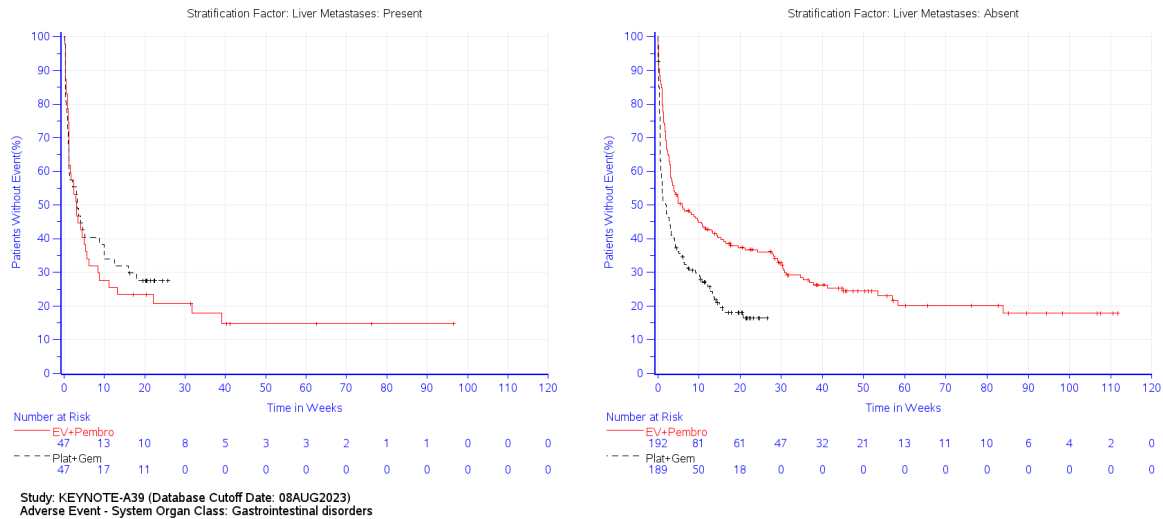 Stratification Factor: Liver Metastases: Present
100
90
80
70
60
50
40
30
20
10
0
Patients Without Event(%)
0 10 20 30 40 50 60 70 80 90 100 110 120
Time in Weeks
Number at Risk
EV+Pembro
47 13 10 8 5 3 3 2 1 1 0 0 0
Plat+Gem
47 17 11 0 0 0 0 0 0 0 0 0 0
Stratification Factor: Liver Metastases: Absent
100
90
80
70
60
50
40
30
20
10
0
Patients Without Event(%)
0 10 20 30 40 50 60 70 80 90 100 110 120
Time in Weeks
Number at Risk
EV+Pembro
192 81 61 47 32 21 13 11 10 6 4 2 0
Plat+Gem
189 50 18 0 0 0 0 0 0 0 0 0 0
Study: KEYNOTE-A39 (Database Cutoff Date: 08AUG2023)
Adverse Event - System Organ Class: Gastrointestinal disorders